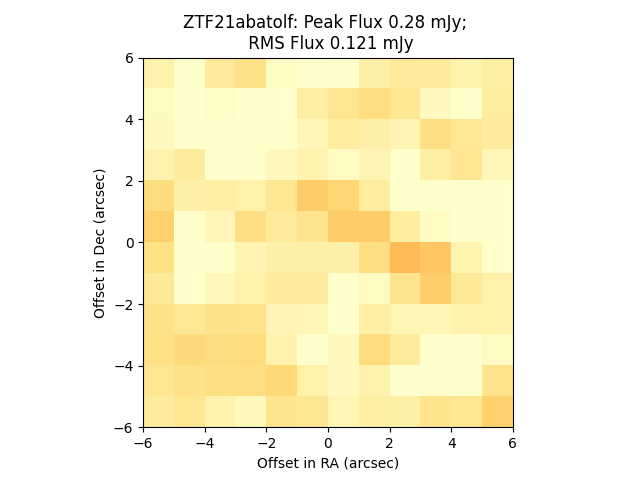 ZTF21abatolf: Peak Flux 0.28 mJy;
RMS Flux 0.121 mJy
6
4
2
0
−2
−4
−6
Offset in Dec (arcsec)
−6 −4 −2 0 2 4 6
Offset in RA (arcsec)